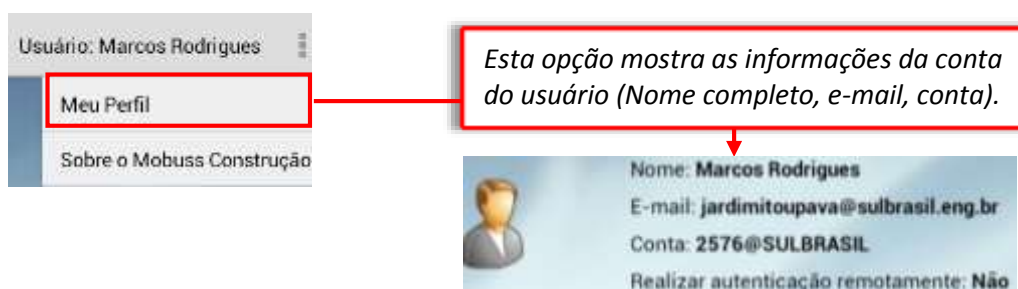 Usuário: Marcos Rodrigues
Meu Perfil
Sobre o Mobuss Construção
Esta opção mostra as informações da conta
do usuário (Nome completo, e-mail, conta).
Nome: Marcos Rodrigues
E-mail: jardimitoupava@sulbrasil.eng.br
Conta: 2576@SULBRASIL
Realizar autenticação remotamente: Não